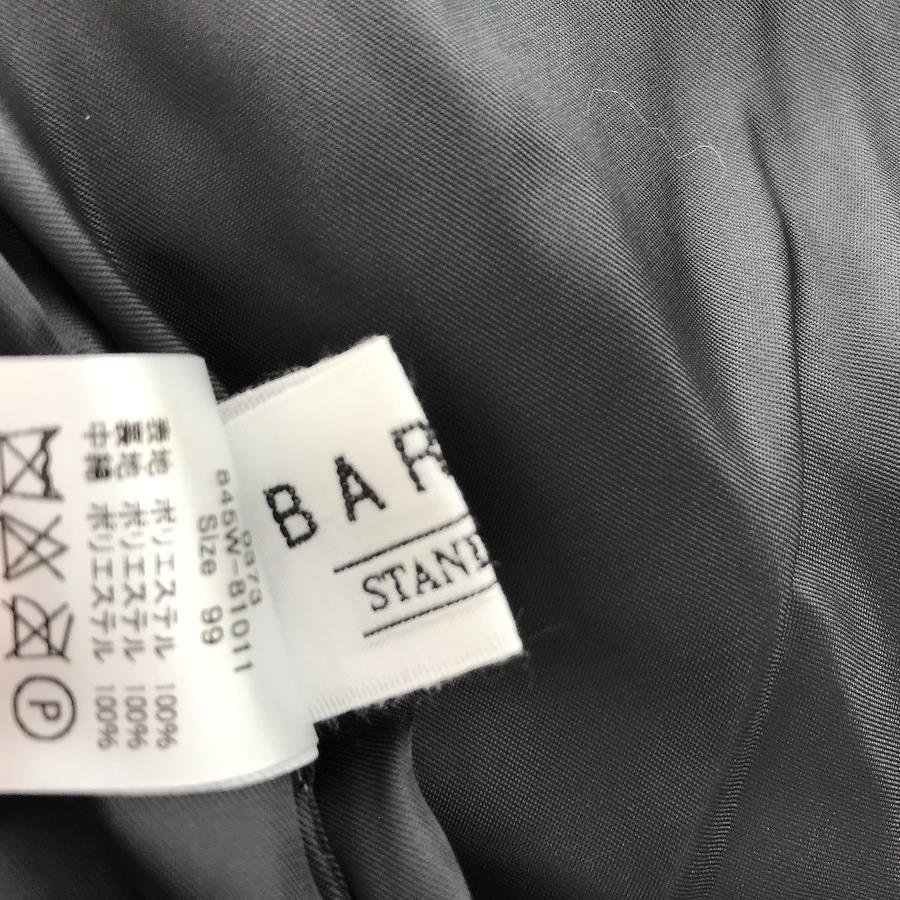 BAR
STAND
0373
846W-81011
Size 99
表地 ポリエステル 100%
裏地 ポリエステル 100%
中綿 ポリエステル 100%
P